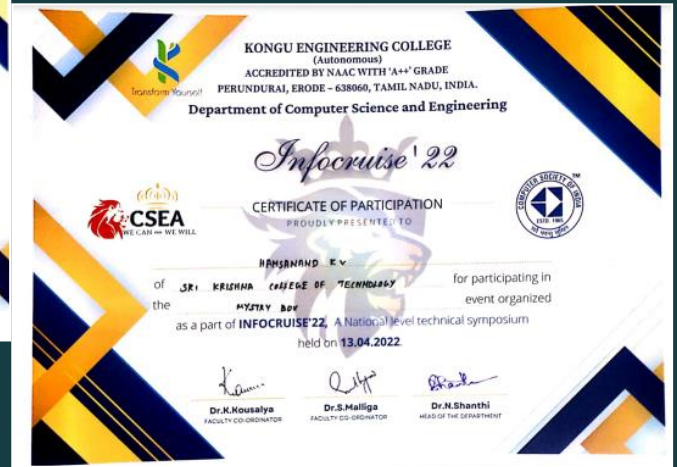 KONGU ENGINEERING COLLEGE
(Autonomous)
ACCREDITED BY NAAC WITH 'A++' GRADE
PERUNDURAI, ERODE – 638060, TAMIL NADU, INDIA.
Transform Yourself
Department of Computer Science and Engineering
Infocruise'22
CSEA
WE CAN WE WILL
CERTIFICATE OF PARTICIPATION
PROUDLY PRESENTED TO
COMPUTER SOCIETY OF INDIA
TM
ESTD. 1965
HAMSANAND K V
of SRI KRISHNA COLLEGE OF TECHNOLOGY for participating in
the MYSTRY BOX event organized
as a part of INFOCRUISE'22, A National level technical symposium
held on 13.04.2022
Dr.K.Kousalya
FACULTY CO-ORDINATOR
Dr.S.Malliga
FACULTY CO-ORDINATOR
Dr.N.Shanthi
HEAD OF THE DEPARTMENT